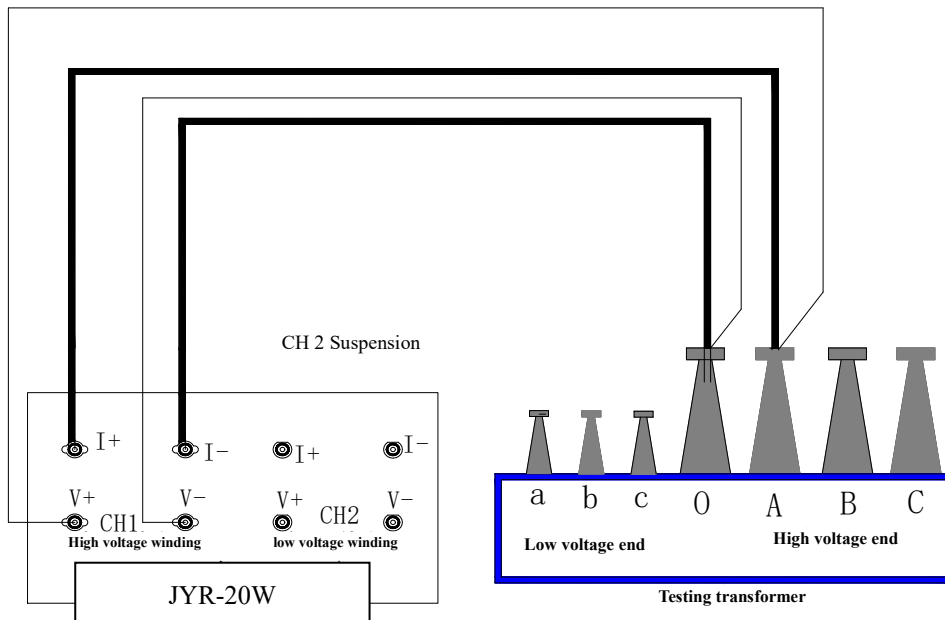 CH 2 Suspension
I+
I-
I+
I-
V+
V-
V+
V-
CH1
CH2
High voltage winding
low voltage winding
JYR-20W
a
b
c
O
A
B
C
Low voltage end
High voltage end
Testing transformer